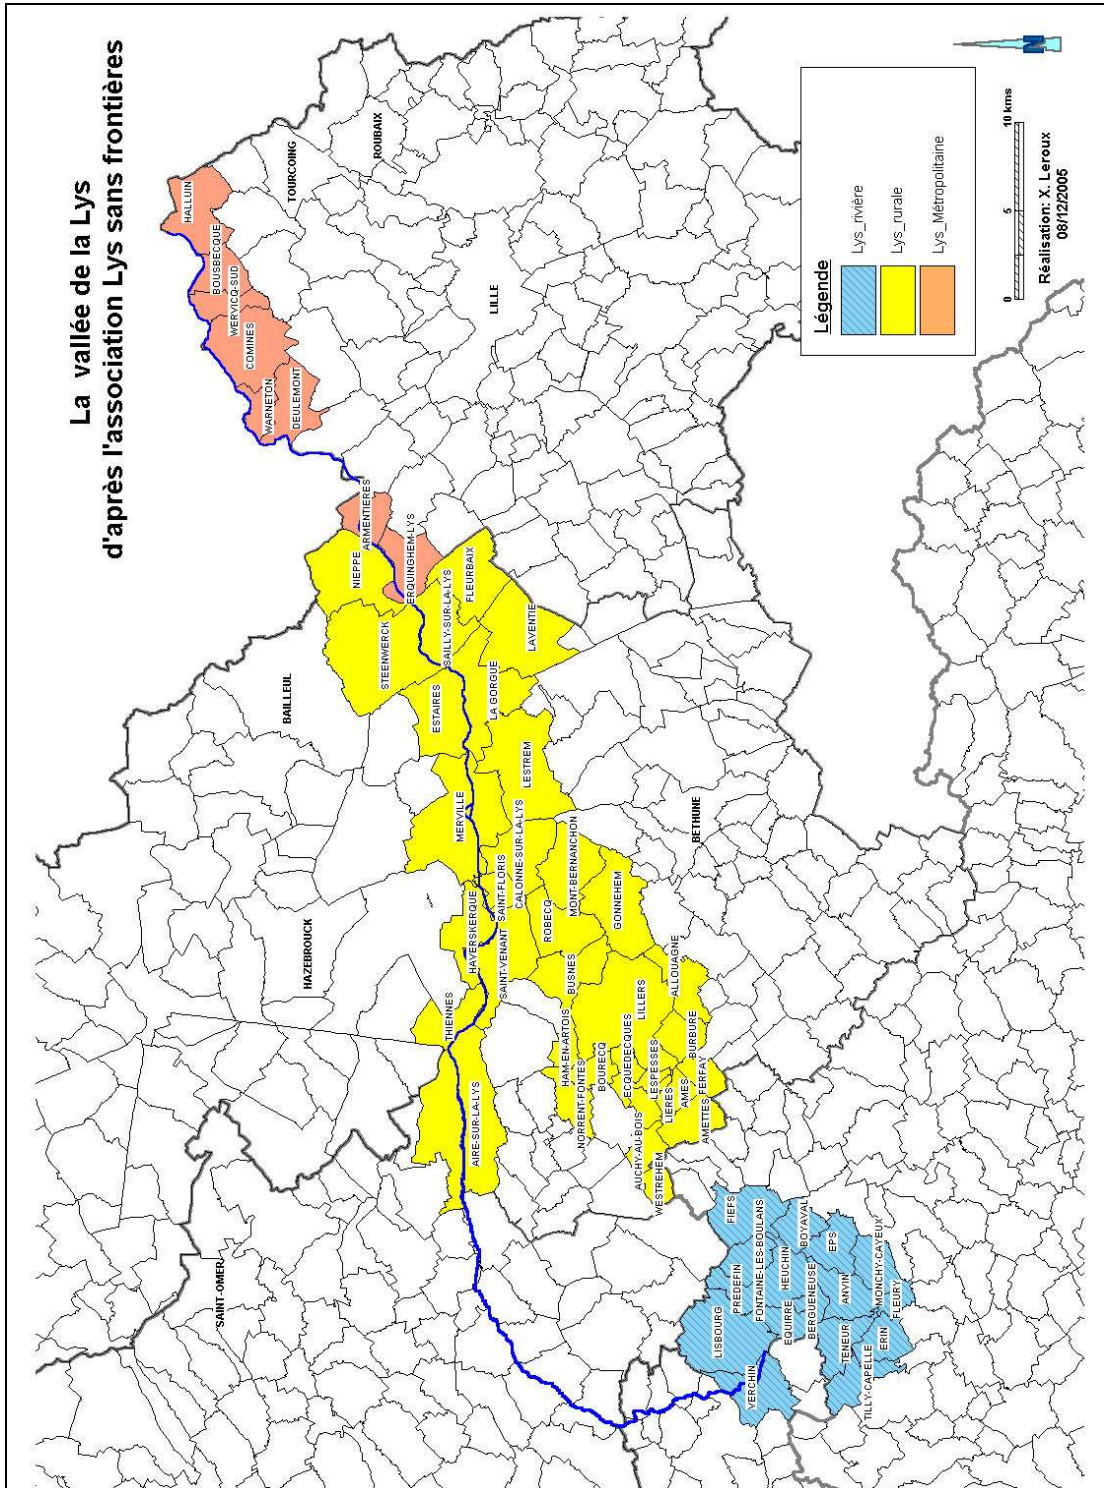 La vallée de la Lys
d'après l'association Lys sans frontières
HALLUIN
BOUSBECQUE
WERVICQ-SUD
COMINES
WARNETON
DEULEMONT
TOURCOING
ROUBAIX
LILLE
ARMENTIERES
ERQUINGHEM-LYS
NIEPPE
STEENWERCK
SAILLY-SUR-LA-LYS
FLEURBAIX
LAVENTIE
LA GORGUE
ESTAIRES
BAILLEUL
LESTREM
MERVILLE
CALONNE-SUR-LA-LYS
SAINT-FLORIS
HAVERSKERQUE
SAINT-VENANT
ROBECQ
MONT-BERNANCHON
GONNEHEM
BETHUNE
HAZEBROUCK
THIENNES
BUSNES
HAM-EN-ARTOIS
NORRENT-FONTES
BOURECQ
ECQUEDECQUES
LILLERS
ALLOUAGNE
LESPESSES
BURBURE
LIERES
AMES
FERFAY
AMETTES
AUCHY-AU-BOIS
WESTREHEM
AIRE-SUR-LA-LYS
SAINT-OMER
FIEFS
PREDEFIN
FONTAINE-LES-BOULANS
BOYAVAL
LISBOURG
HEUCHIN
EPS
EQUIRRE
BERGUENEUSE
ANVIN
MONCHY-CAYEUX
FLEURY
VERCHIN
TENEUR
ERIN
TILLY-CAPELLE
N
Légende
Lys_rivière
Lys_rurale
Lys_Métropolitaine
0 5 10 kms
Réalisation: X. Leroux
08/12/2005